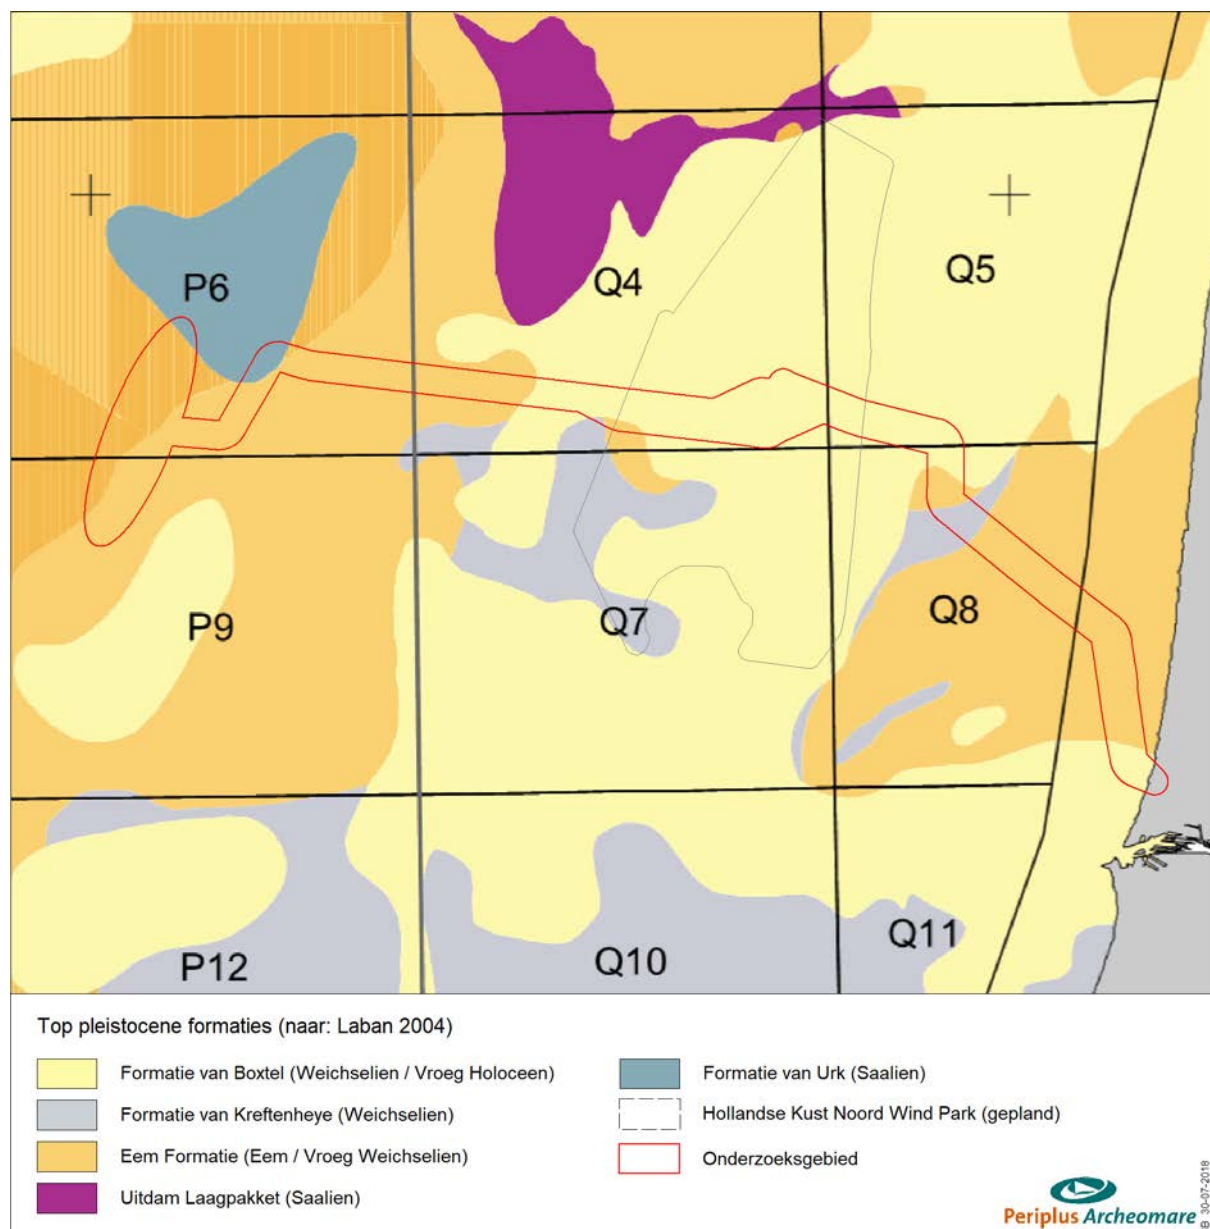 P6
Q4
Q5
P9
Q7
Q8
P12
Q10
Q11
Top pleistocene formaties (naar: Laban 2004)
Formatie van Boxtel (Weichselien / Vroeg Holoceen)
Formatie van Kreftenheye (Weichselien)
Eem Formatie (Eem / Vroeg Weichselien)
Uitdam Laagpakket (Saalien)
Formatie van Urk (Saalien)
Hollandse Kust Noord Wind Park (gepland)
Onderzoeksgebied
Periplus Archeomare
30-07-2018